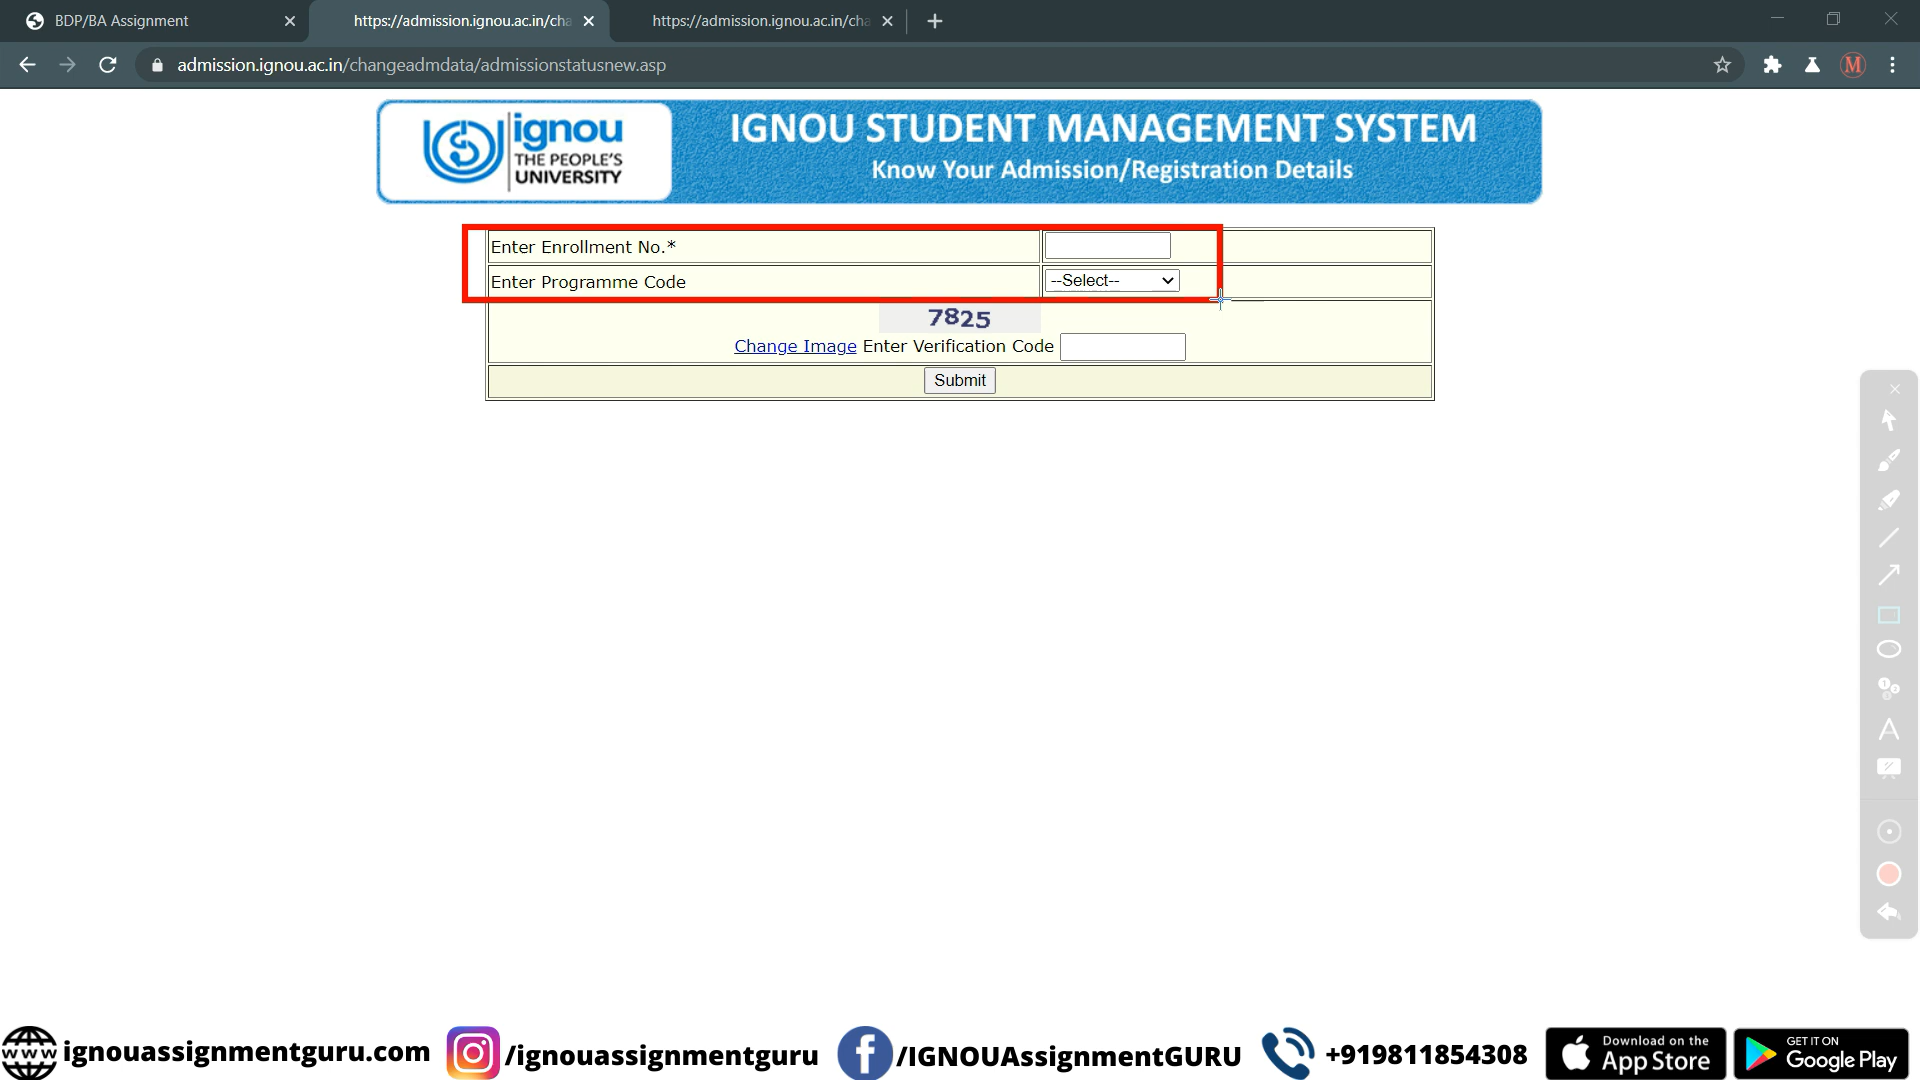 BDP/BA Assignment
https://admission.ignou.ac.in/cha
https://admission.ignou.ac.in/cha
admission.ignou.ac.in/changeadmdata/admissionstatusnew.asp
M
ignou
THE PEOPLE'S
UNIVERSITY
IGNOU STUDENT MANAGEMENT SYSTEM
Know Your Admission/Registration Details
Enter Enrollment No.*
Enter Programme Code
--Select--
7825
Change Image Enter Verification Code
Submit
A
www ignouassignmentguru.com
/ignouassignmentguru
f /IGNOUAssignmentGURU
+919811854308
Download on the
App Store
GET IT ON
Google Play